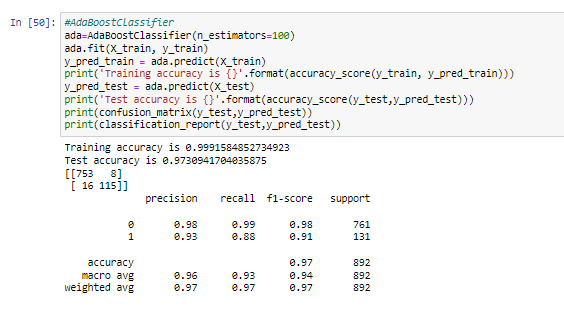 In [50]: #AdaBoostClassifier
ada=AdaBoostClassifier(n_estimators=100)
ada.fit(X_train, y_train)
y_pred_train = ada.predict(X_train)
print('Training accuracy is {}'.format(accuracy_score(y_train, y_pred_train)))
y_pred_test = ada.predict(X_test)
print('Test accuracy is {}'.format(accuracy_score(y_test,y_pred_test)))
print(confusion_matrix(y_test,y_pred_test))
print(classification_report(y_test,y_pred_test))
Training accuracy is 0.9991584852734923
Test accuracy is 0.9730941704035875
[[753   8]
 [ 16 115]]
              precision    recall  f1-score   support
           0       0.98      0.99      0.98       761
           1       0.93      0.88      0.91       131
    accuracy                           0.97       892
   macro avg       0.96      0.93      0.94       892
weighted avg       0.97      0.97      0.97       892